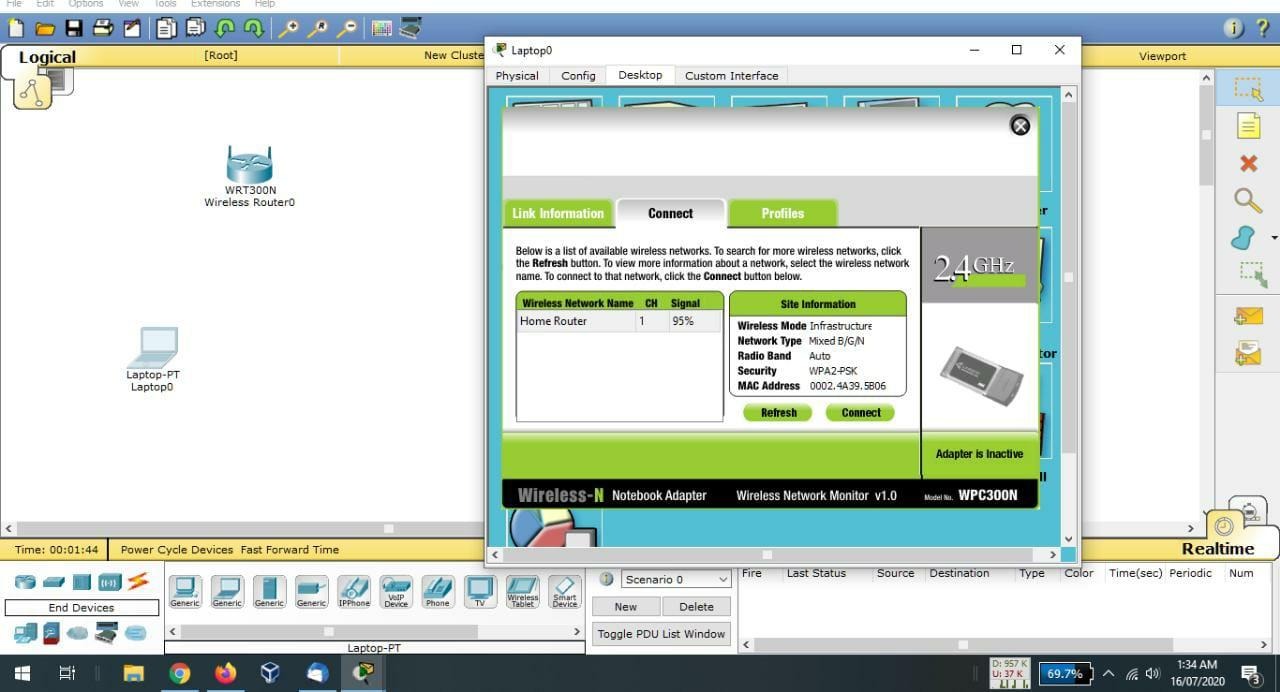 File Edit Options View Tools Extensions Help
Logical
[Root]
New Cluste
Viewport
Laptop0
Physical Config Desktop Custom Interface
WRT300N
Wireless Router0
Laptop-PT
Laptop0
Link Information Connect Profiles
Below is a list of available wireless networks. To search for more wireless networks, click
the Refresh button. To view more information about a network, select the wireless network
name. To connect to that network, click the Connect button below.
Wireless Network Name CH Signal
Home Router 1 95%
Site Information
Wireless Mode Infrastructure
Network Type Mixed B/G/N
Radio Band Auto
Security WPA2-PSK
MAC Address 0002.4A39.5B06
Refresh Connect
2.4GHz
Adapter is Inactive
Wireless-N Notebook Adapter Wireless Network Monitor v1.0 Model No. WPC300N
er
tor
ll
Time: 00:01:44 Power Cycle Devices Fast Forward Time
Realtime
End Devices
Generic Generic Generic Generic IPPhone VoIP Device Phone TV Wireless Tablet Smart Device
Laptop-PT
Scenario 0
New Delete
Toggle PDU List Window
Fire Last Status Source Destination Type Color Time(sec) Periodic Num
D: 957 K
U: 37 K
69.7%
1:34 AM
16/07/2020
3